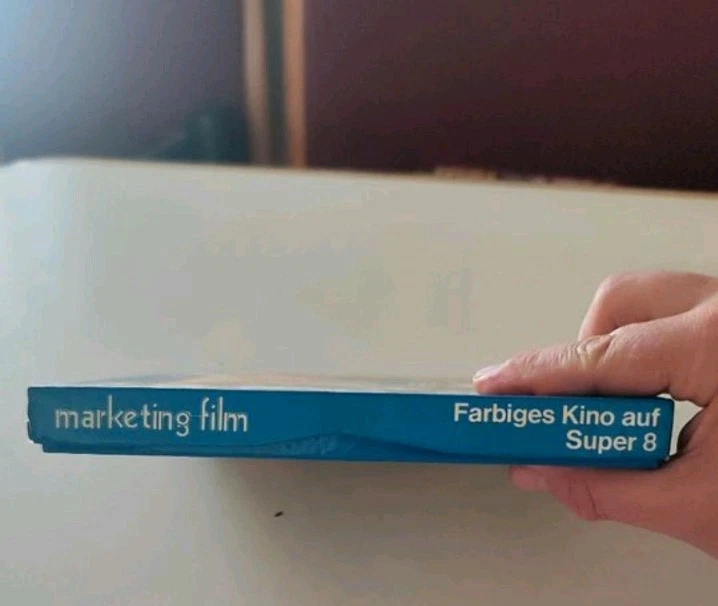 marketing film
Farbiges Kino auf
Super 8